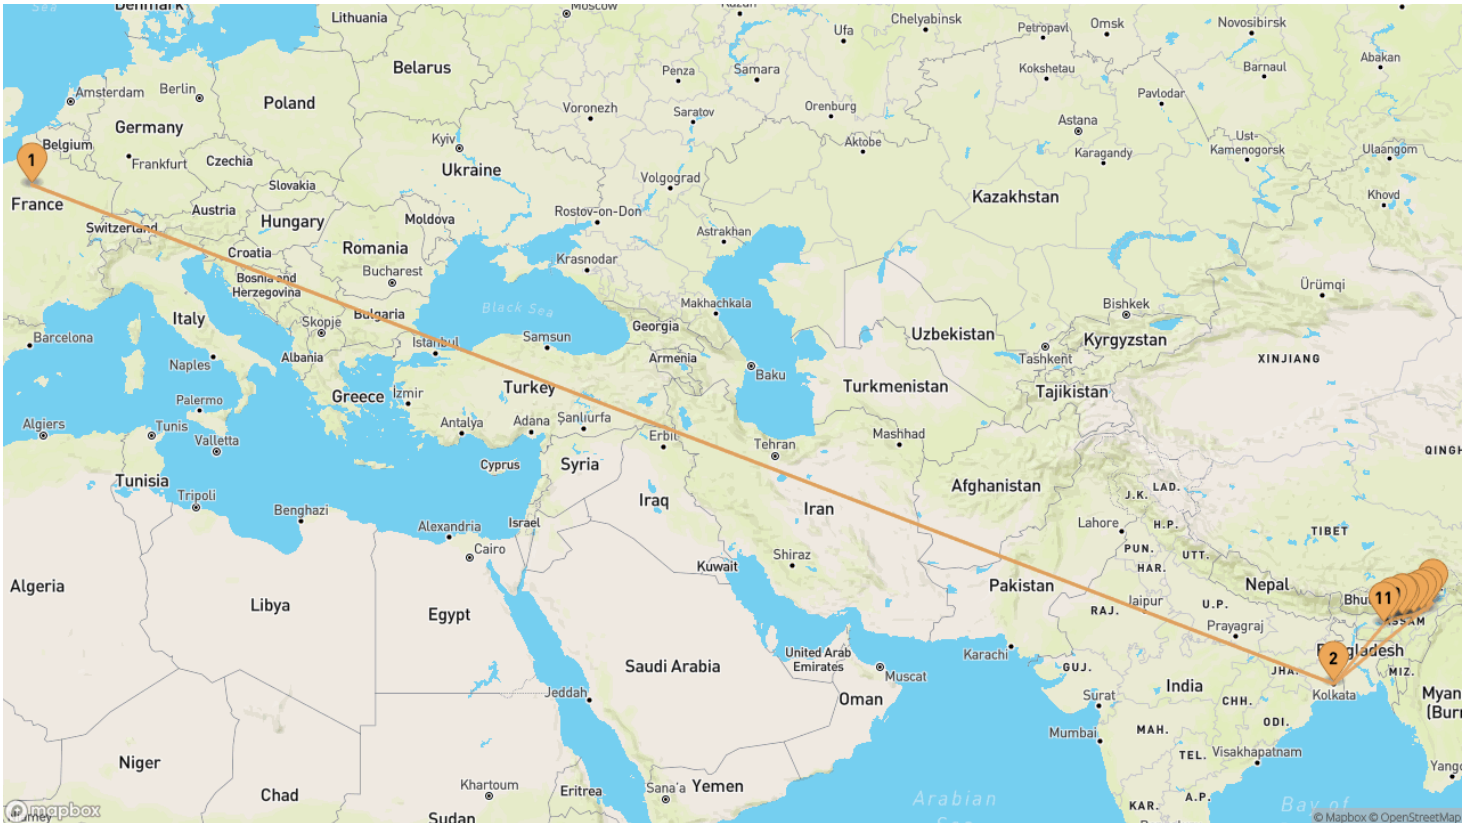 Sea
Denmark
Lithuania
Moscow
Kazan
Chelyabinsk
Petropavl
Omsk
Novosibirsk
Ufa
Abakan
Belarus
Penza
Samara
Kokshetau
Barnaul
Amsterdam
Berlin
Poland
Voronezh
Saratov
Orenburg
Pavlodar
Germany
Astana
Belgium
Kyiv
Aktobe
Ust-
Kamenogorsk
Ulaangom
1
Frankfurt
Czechia
Ukraine
Karagandy
Slovakia
Volgograd
Kazakhstan
Khovd
France
Austria
Hungary
Moldova
Rostov-on-Don
Switzerland
Astrakhan
Croatia
Romania
Krasnodar
Bosnia and
Herzegovina
Bucharest
Ürümqi
Black Sea
Makhachkala
Bishkek
Italy
Skopje
Bulgaria
Georgia
Uzbekistan
Kyrgyzstan
Barcelona
Istanbul
Samsun
Tashkent
XINJIANG
Naples
Albania
Armenia
Baku
Turkmenistan
Tajikistan
Greece
İzmir
Turkey
Palermo
Algiers
Tunis
Valletta
Antalya
Adana
Şanlıurfa
Erbil
Tehran
Mashhad
QINGH
Tunisia
Cyprus
Syria
Afghanistan
LAD.
J.K.
Tripoli
Benghazi
Iraq
Iran
Alexandria
Israel
Lahore
H.P.
TIBET
Cairo
Shiraz
PUN.
UTT.
Kuwait
HAR.
Algeria
Pakistan
Nepal
Libya
Egypt
Jaipur
U.P.
Bhu
11
RAJ.
ASSAM
Prayagraj
United Arab
Emirates
Karachi
Bangladesh
2
Saudi Arabia
Muscat
GUJ.
JHA.
MIZ.
Jeddah
Oman
Surat
India
Kolkata
Myan
(Burr
CHH.
Mumbai
MAH.
ODI.
Niger
TEL.
Visakhapatnam
Yango
Khartoum
Sana'a
Yemen
Chad
Eritrea
Arabian
Sea
A.P.
KAR.
Bay of
mapbox
Niamey
Sudan
© Mapbox © OpenStreetMap